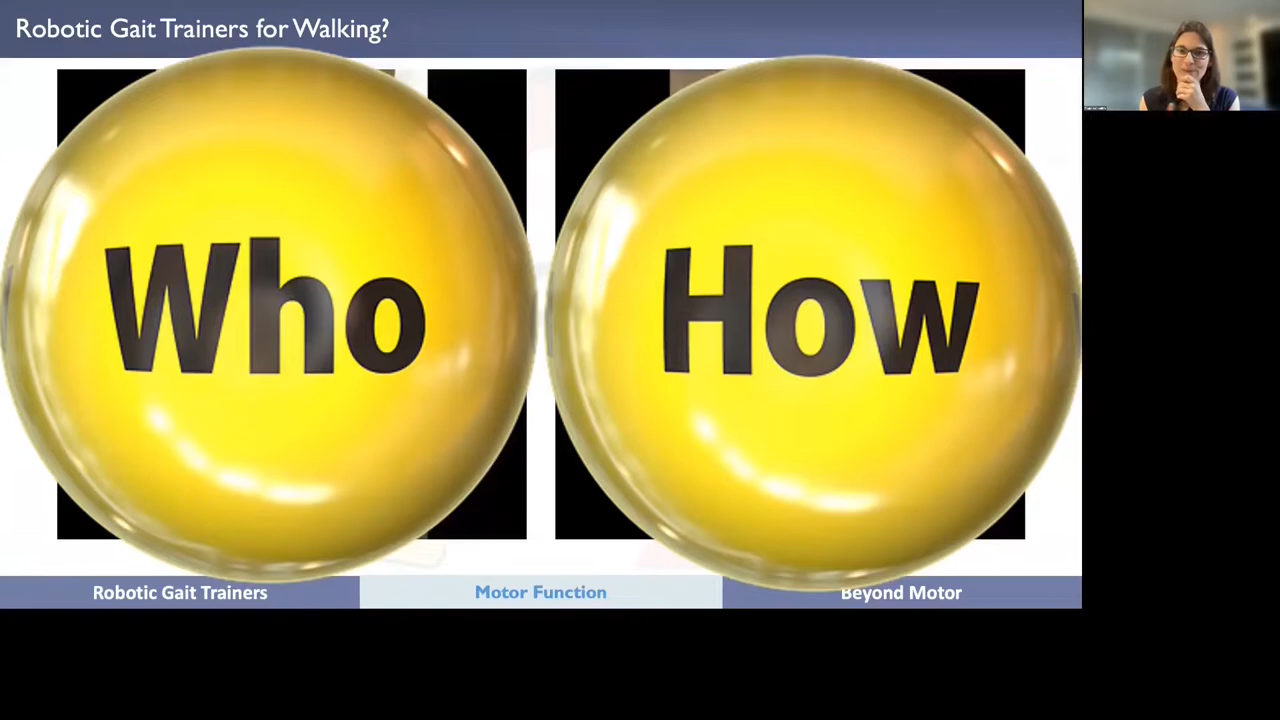 Robotic Gait Trainers for Walking?
Who
How
Robotic Gait Trainers
Motor Function
Beyond Motor